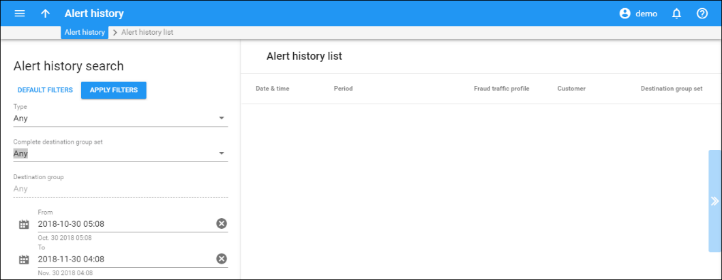 Alert history
demo
Alert history
Alert history list
Alert history search
DEFAULT FILTERS
APPLY FILTERS
Type
Any
Complete destination group set
Any
Destination group
Any
From
2018-10-30 05:08
Oct. 30 2018 05:08
To
2018-11-30 04:08
Nov. 30 2018 04:08
Alert history list
Date & time
Period
Fraud traffic profile
Customer
Destination group set